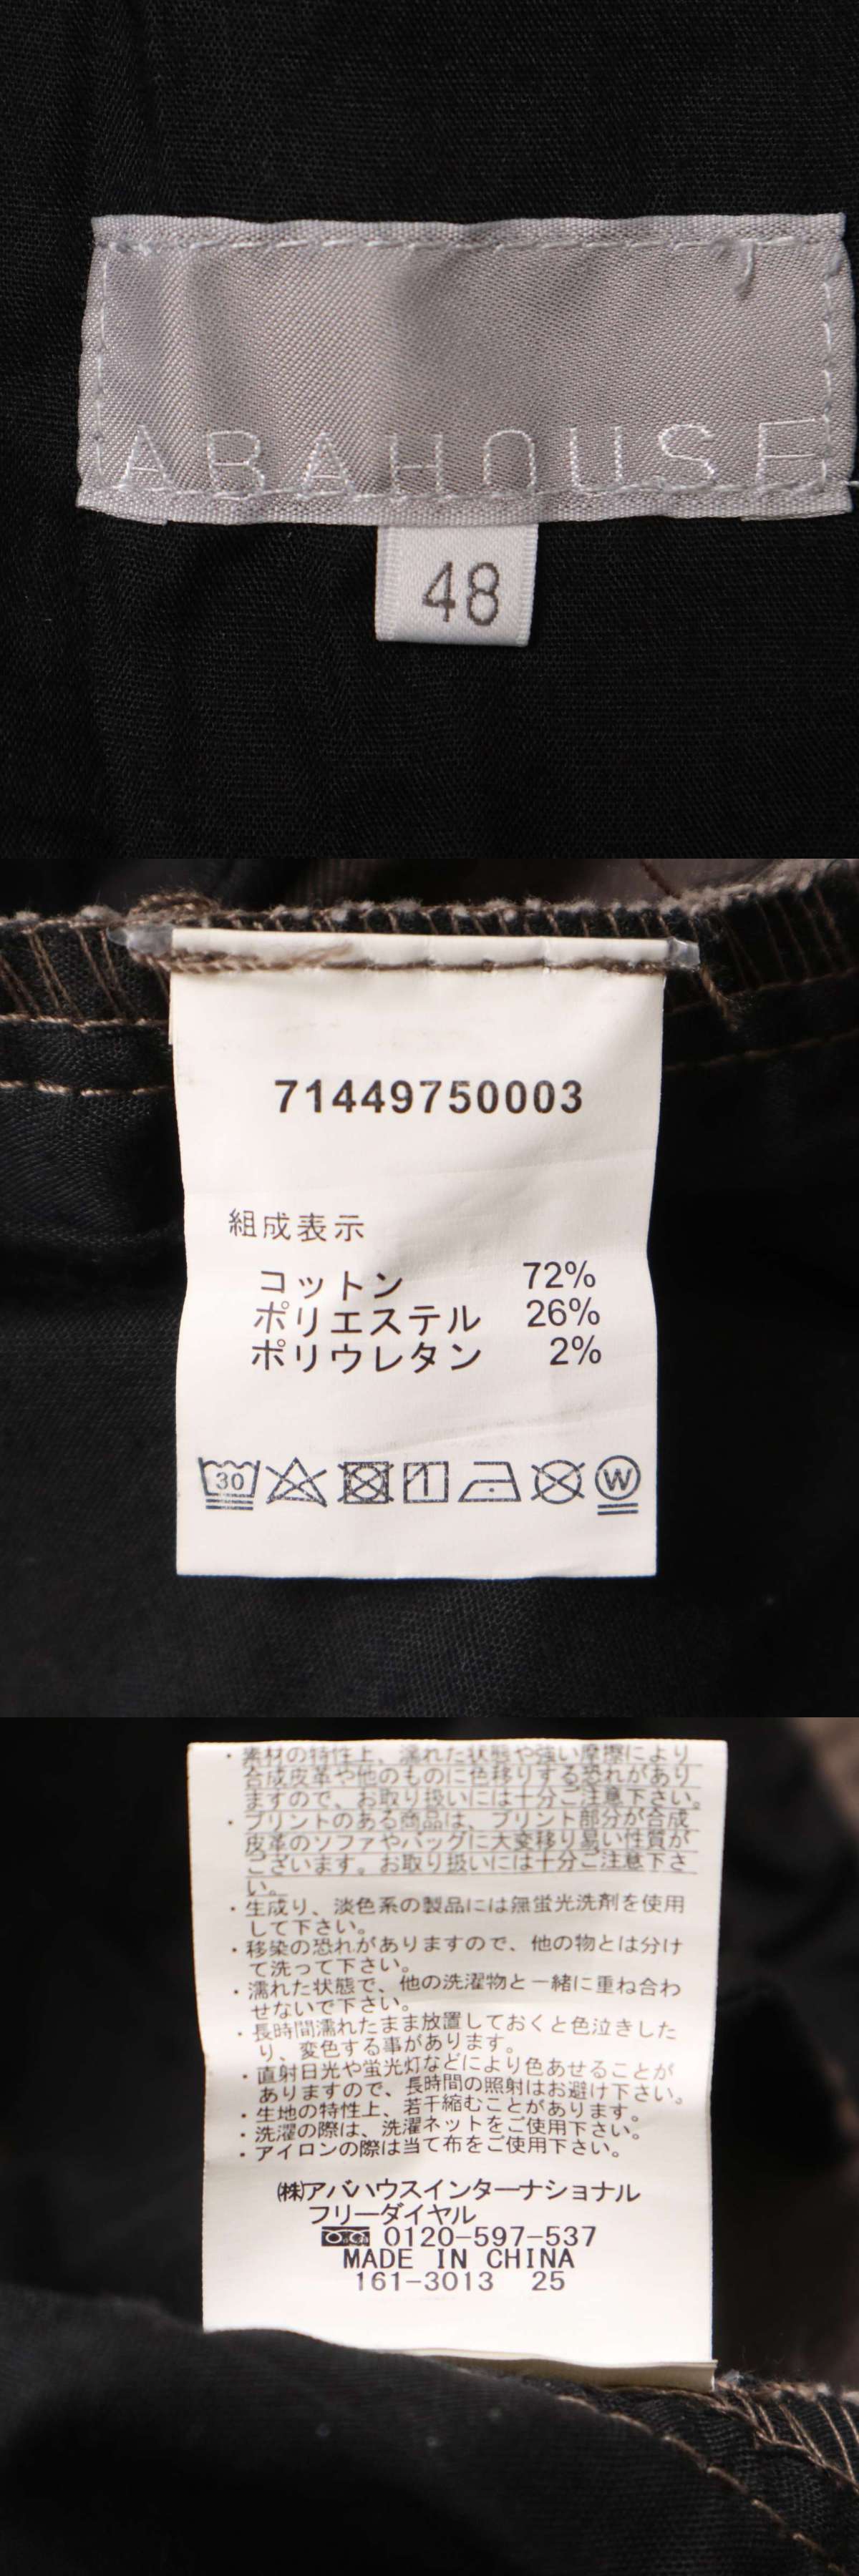 ABAHOUSE
48
71449750003
組成表示
コットン 72%
ポリエステル 26%
ポリウレタン 2%
30
W
・素材の特性上、濡れた状態や強い摩擦により
合成皮革や他のものに色移りする恐れがあり
ますので、お取り扱いには十分ご注意下さい。
・プリントのある商品は、プリント部分が合成
皮革のソファやバッグに大変移り易い性質が
ございます。お取り扱いには十分ご注意下さ
い。
・生成り、淡色系の製品には無蛍光洗剤を使用
して下さい。
・移染の恐れがありますので、他の物とは分け
て洗って下さい。
・濡れた状態で、他の洗濯物と一緒に重ね合わ
せないで下さい。
・長時間濡れたまま放置しておくと色泣きした
り、変色する事があります。
・直射日光や蛍光灯などにより色あせることが
ありますので、長時間の照射はお避け下さい。
・生地の特性上、若干縮むことがあります。
・洗濯の際は、洗濯ネットをご使用下さい。
・アイロンの際は当て布をご使用下さい。
㈱アバハウスインターナショナル
フリーダイヤル
0120-597-537
MADE IN CHINA
161-3013 25